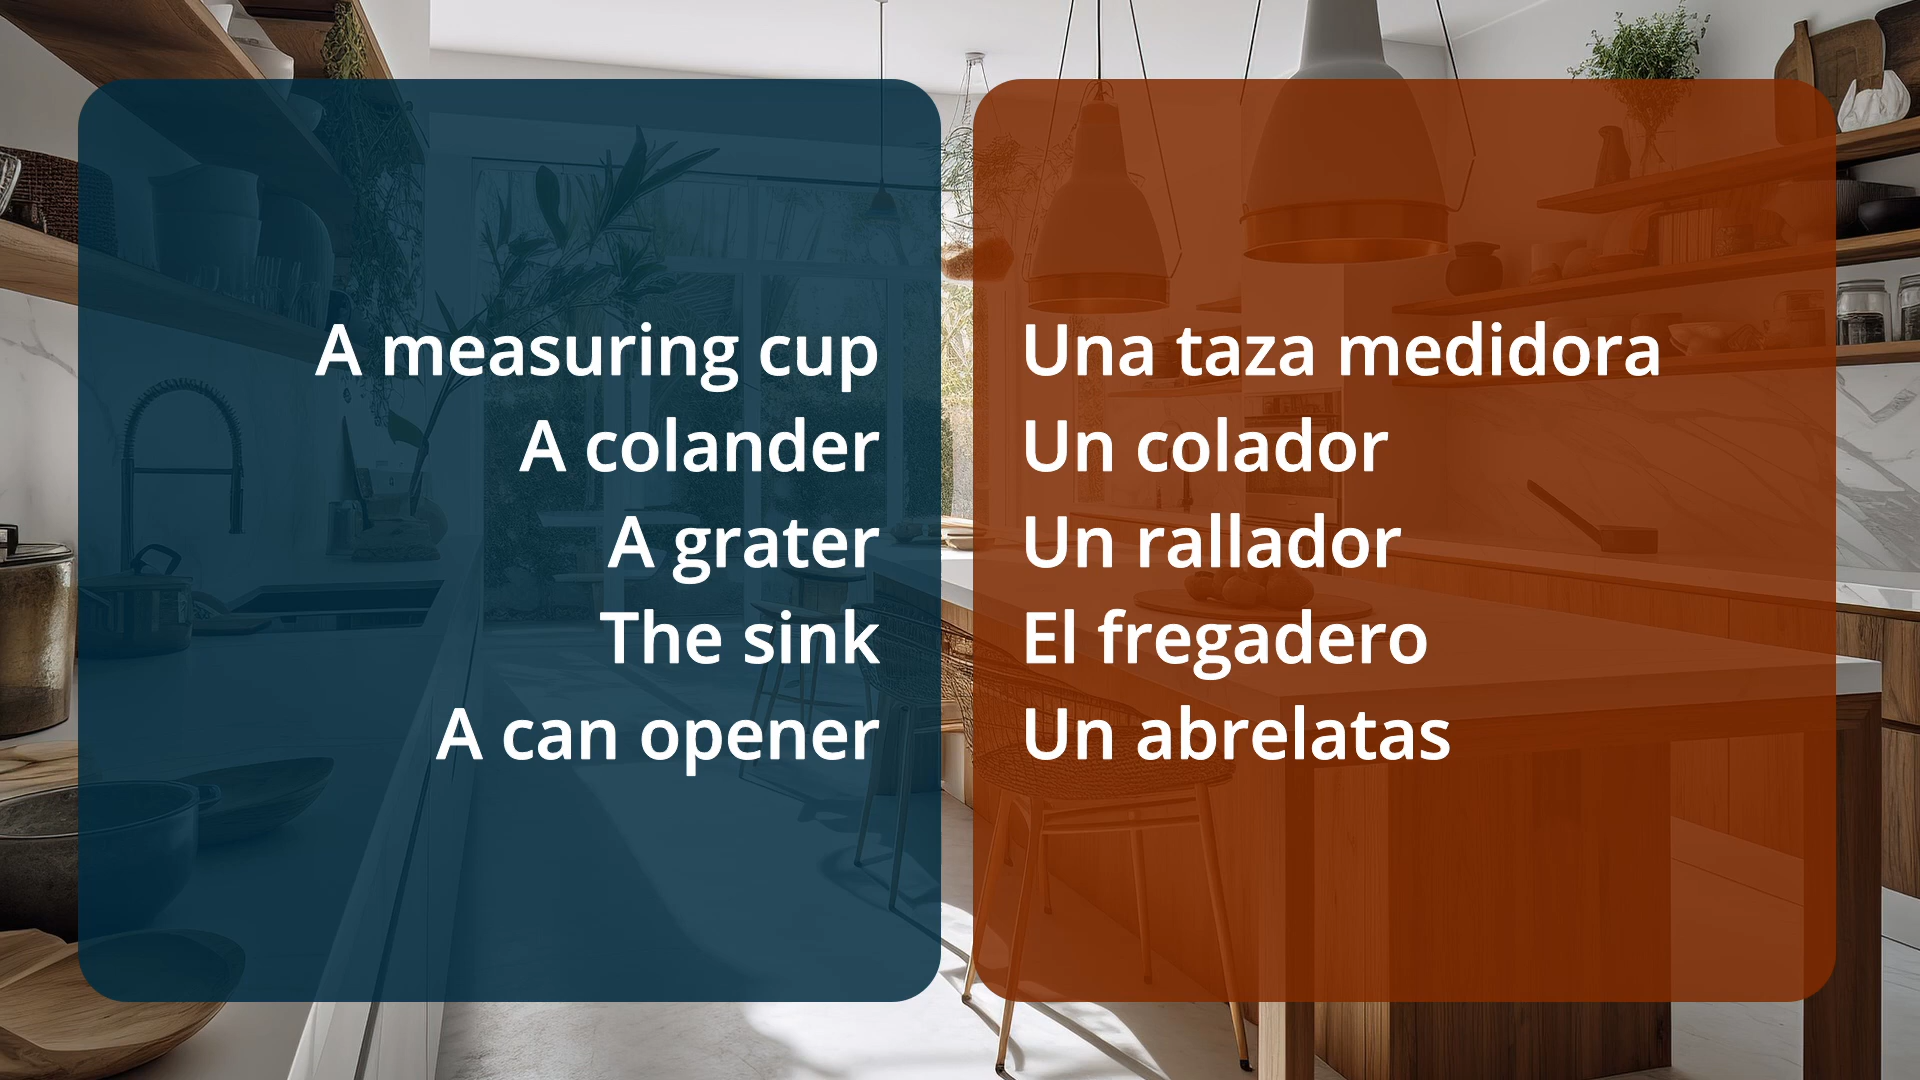 A measuring cup
A colander
A grater
The sink
A can opener
Una taza medidora
Un colador
Un rallador
El fregadero
Un abrelatas